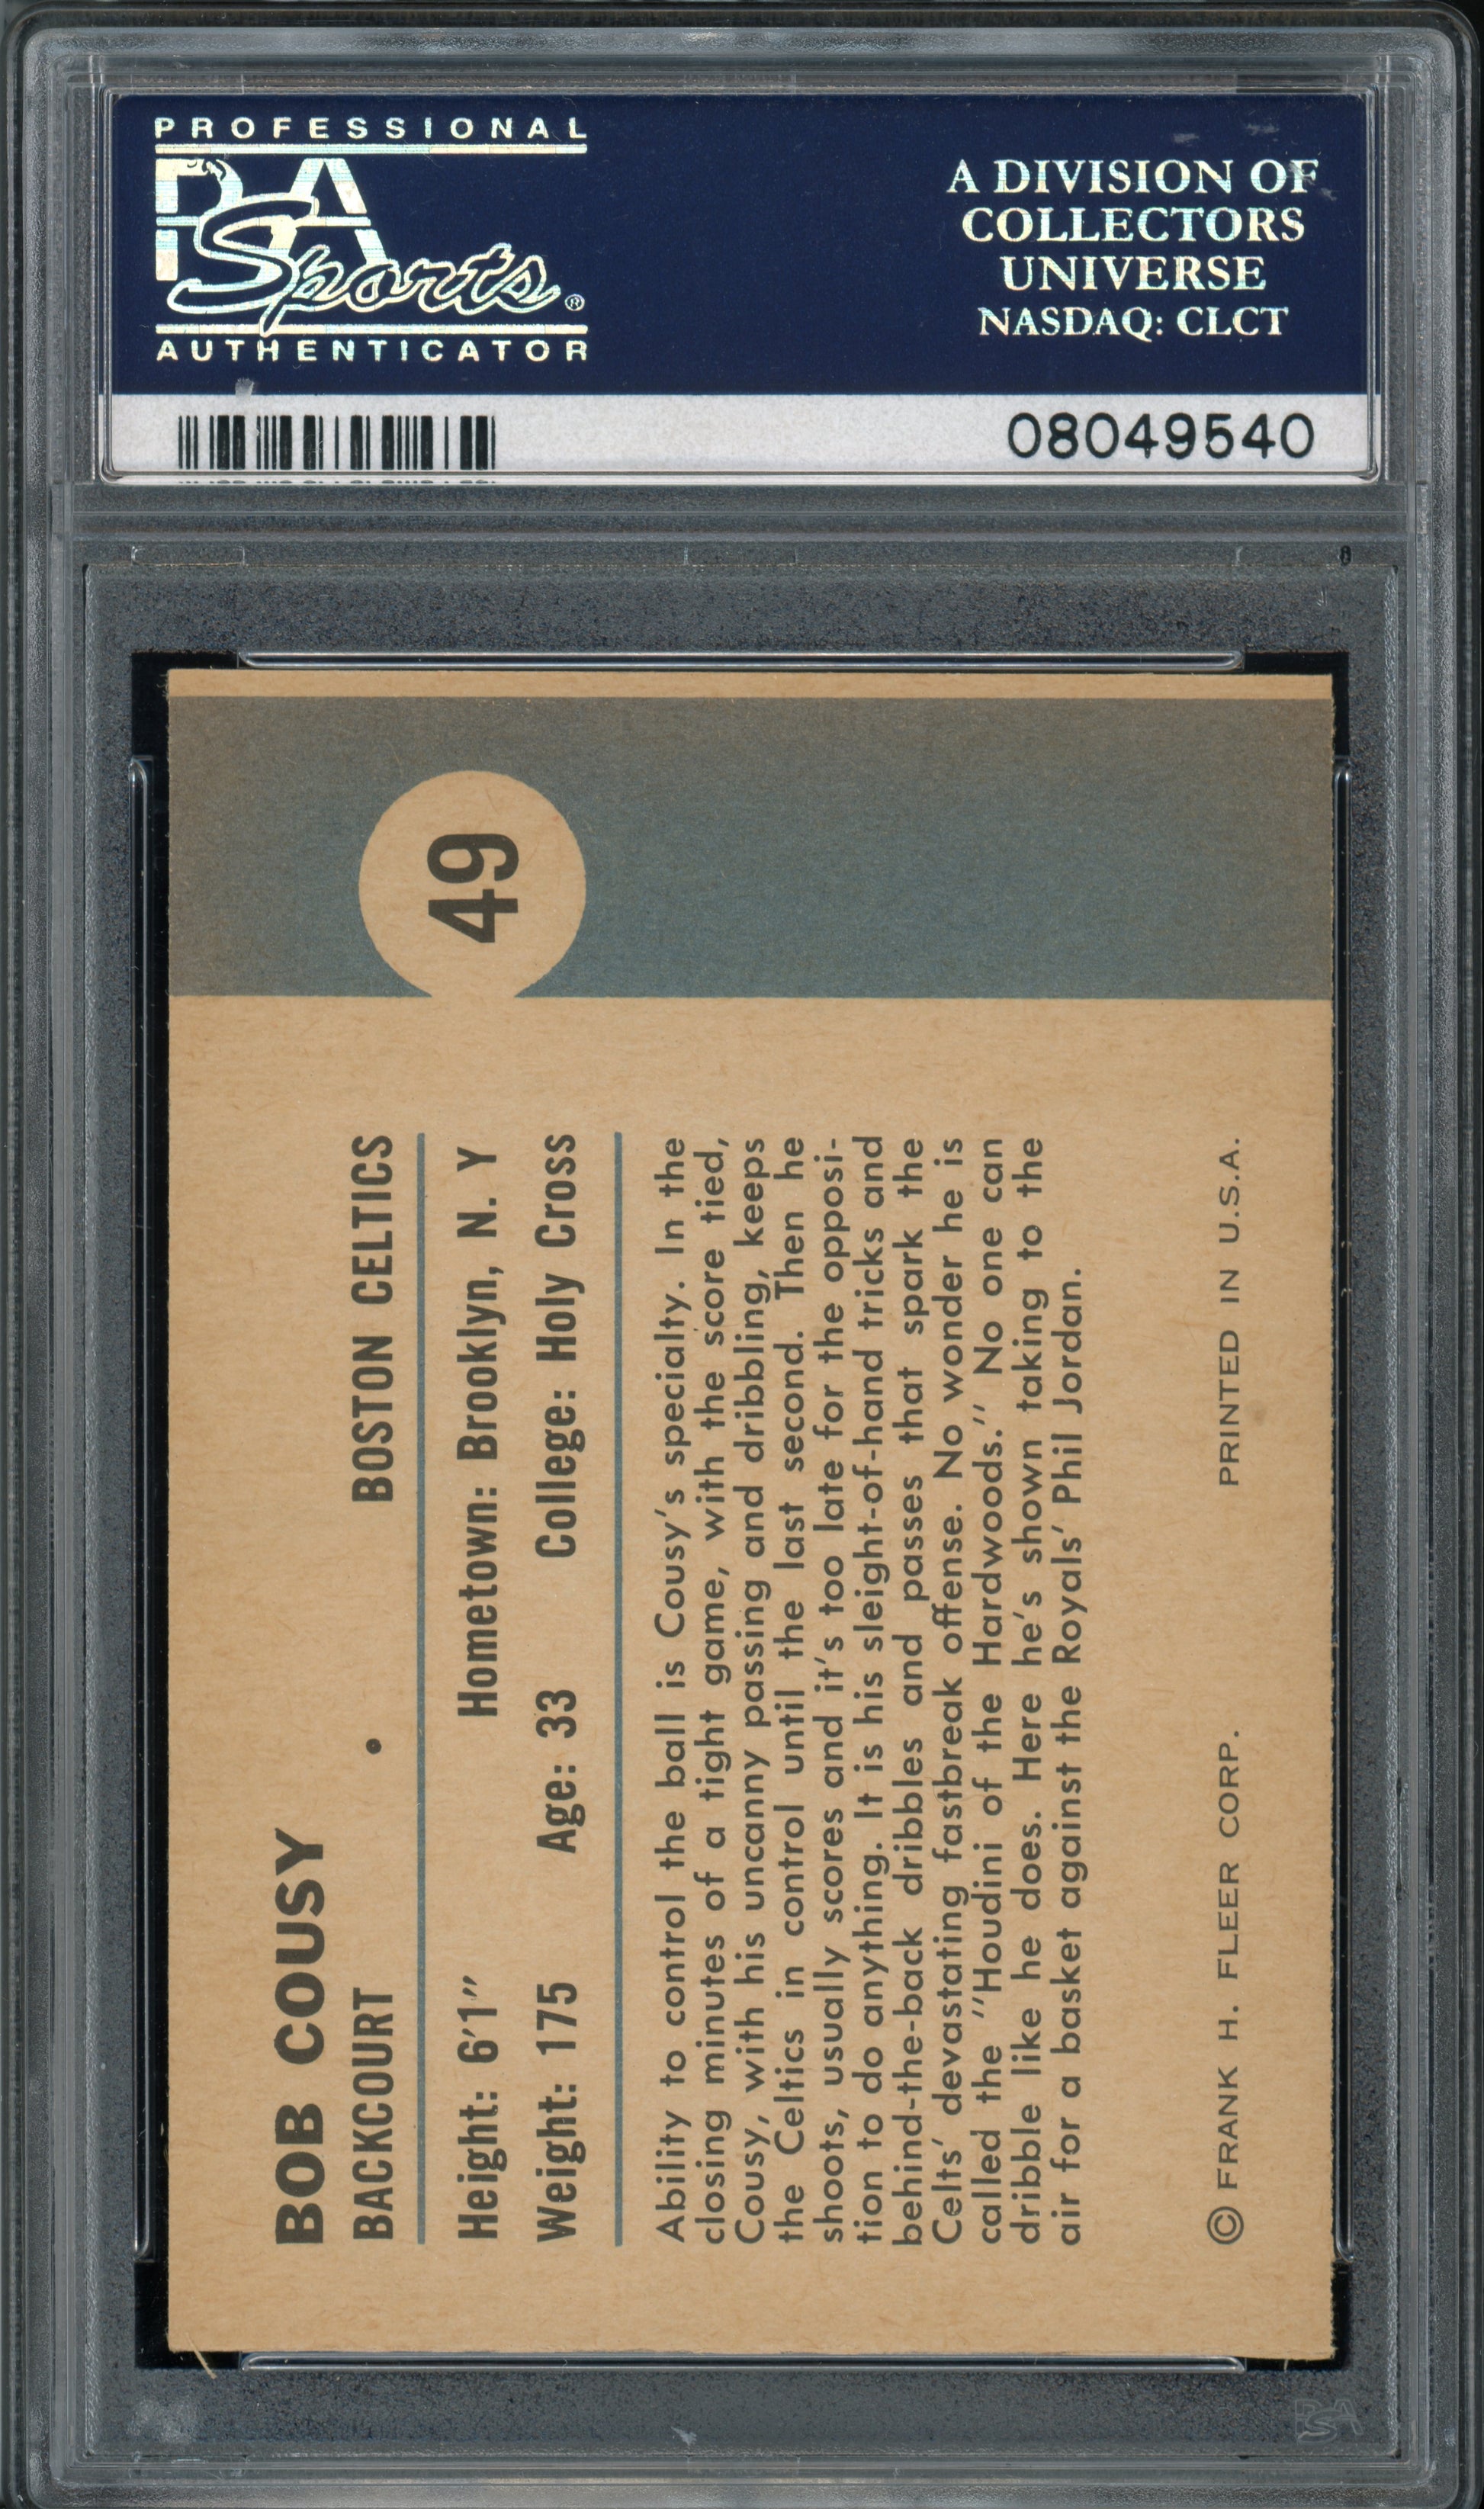 PROFESSIONAL
PSA
Sports®
AUTHENTICATOR
A DIVISION OF
COLLECTORS
UNIVERSE
NASDAQ: CLCT
08049540
49
BOB COUSY
BACKCOURT • BOSTON CELTICS
Height: 6'1" Hometown: Brooklyn, N. Y
Weight: 175 Age: 33 College: Holy Cross
Ability to control the ball is Cousy's specialty. In the
closing minutes of a tight game, with the score tied,
Cousy, with his uncanny passing and dribbling, keeps
the Celtics in control until the last second. Then he
shoots, usually scores and it's too late for the opposi-
tion to do anything. It is his sleight-of-hand tricks and
behind-the-back dribbles and passes that spark the
Celts' devastating fastbreak offense. No wonder he is
called the "Houdini of the Hardwoods." No one can
dribble like he does. Here he's shown taking to the
air for a basket against the Royals' Phil Jordan.
© FRANK H. FLEER CORP. PRINTED IN U.S.A.
PSA